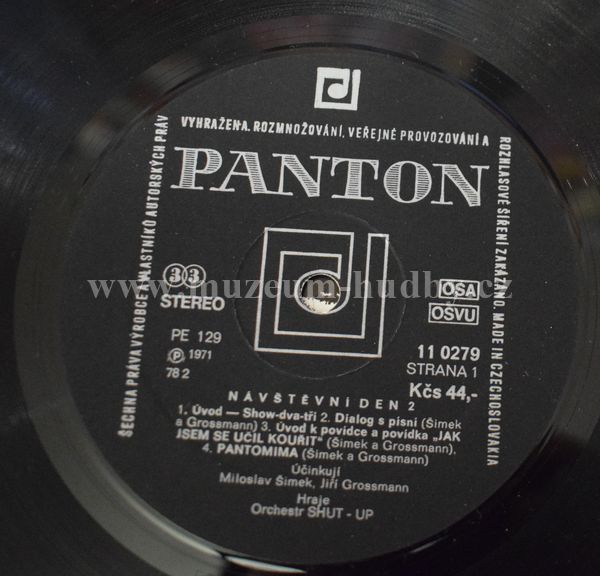 VYHRAŽENA. ROZMNOŽOVÁNÍ, VEŘEJNÉ PROVOZOVÁNÍ A
ROZHLASOVÉ ŠÍŘENÍ ZAKÁZÁNO. MADE IN CZECHOSLOVAKIA
ŠECHNA PRÁVA VÝROBCE A VLASTNÍKŮ AUTORSKÝCH PRÁV
PANTON
www.muzeum-hudby.cz
33
STEREO
OSA
OSVU
PE 129
℗ 1971
78 2
11 0279
STRANA 1
Kčs 44,-
NÁVŠTĚVNÍ DEN 2
1. Úvod — Show-dva-tři 2. Dialog s písní (Šimek
a Grossmann) 3. Úvod k povídce a povídka „JAK
JSEM SE UČIL KOUŘIT" (Šimek a Grossmann).
4. PANTOMIMA (Šimek a Grossmann)
Účinkují
Miloslav Šimek, Jiří Grossmann
Hraje
Orchestr SHUT - UP